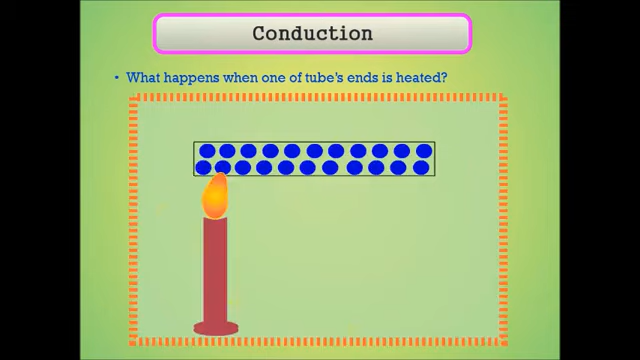 Conduction
• What happens when one of tube's ends is heated?